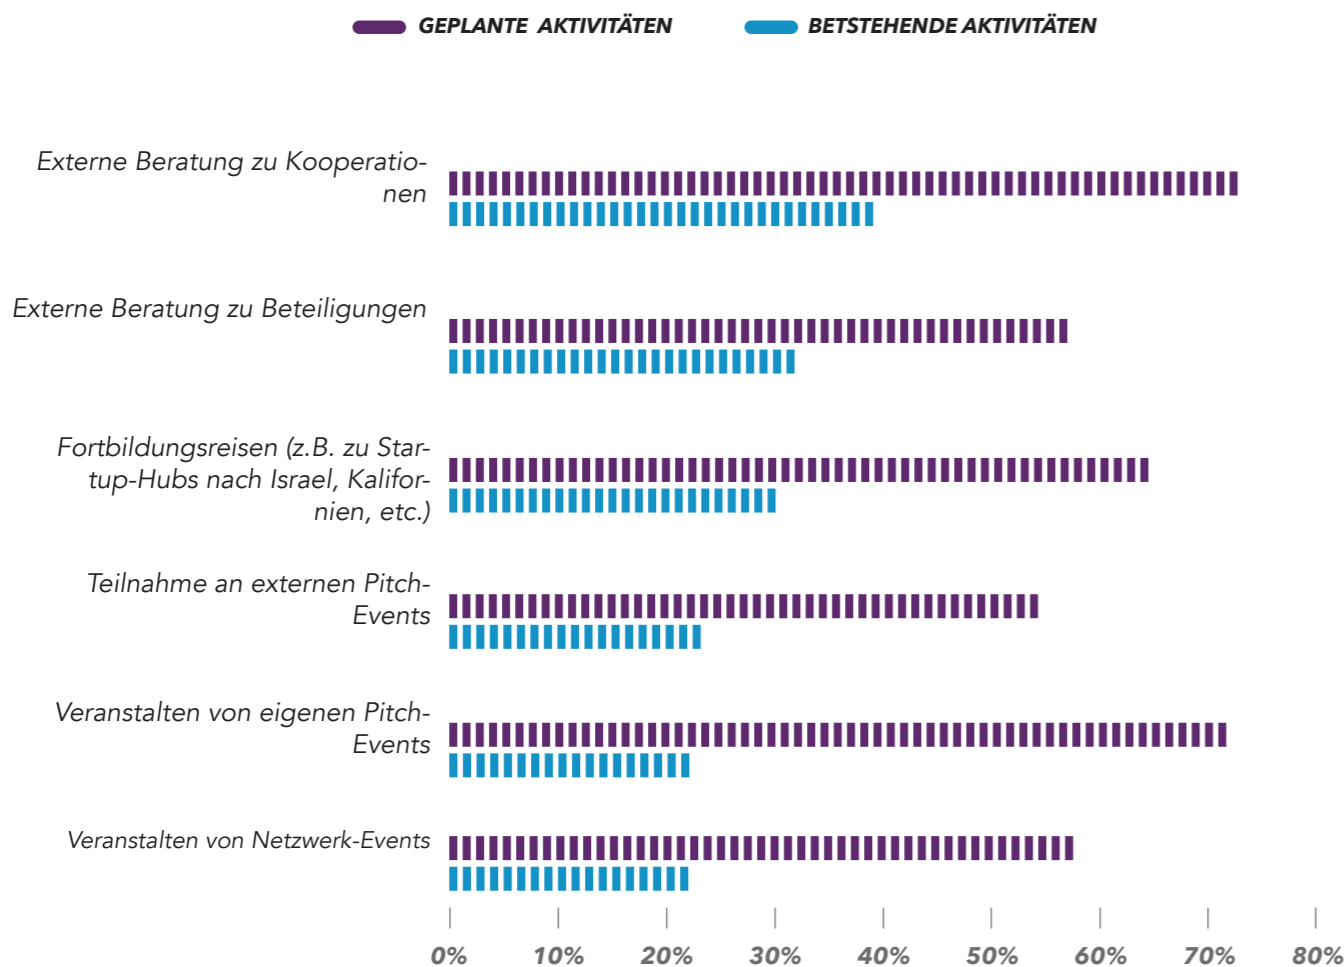 GEPLANTE AKTIVITÄTEN
BETSTEHENDE AKTIVITÄTEN
Externe Beratung zu Kooperatio-
nen
Externe Beratung zu Beteiligungen
Fortbildungsreisen (z.B. zu Star-
tup-Hubs nach Israel, Kalifor-
nien, etc.)
Teilnahme an externen Pitch-
Events
Veranstalten von eigenen Pitch-
Events
Veranstalten von Netzwerk-Events
0% 10% 20% 30% 40% 50% 60% 70% 80%